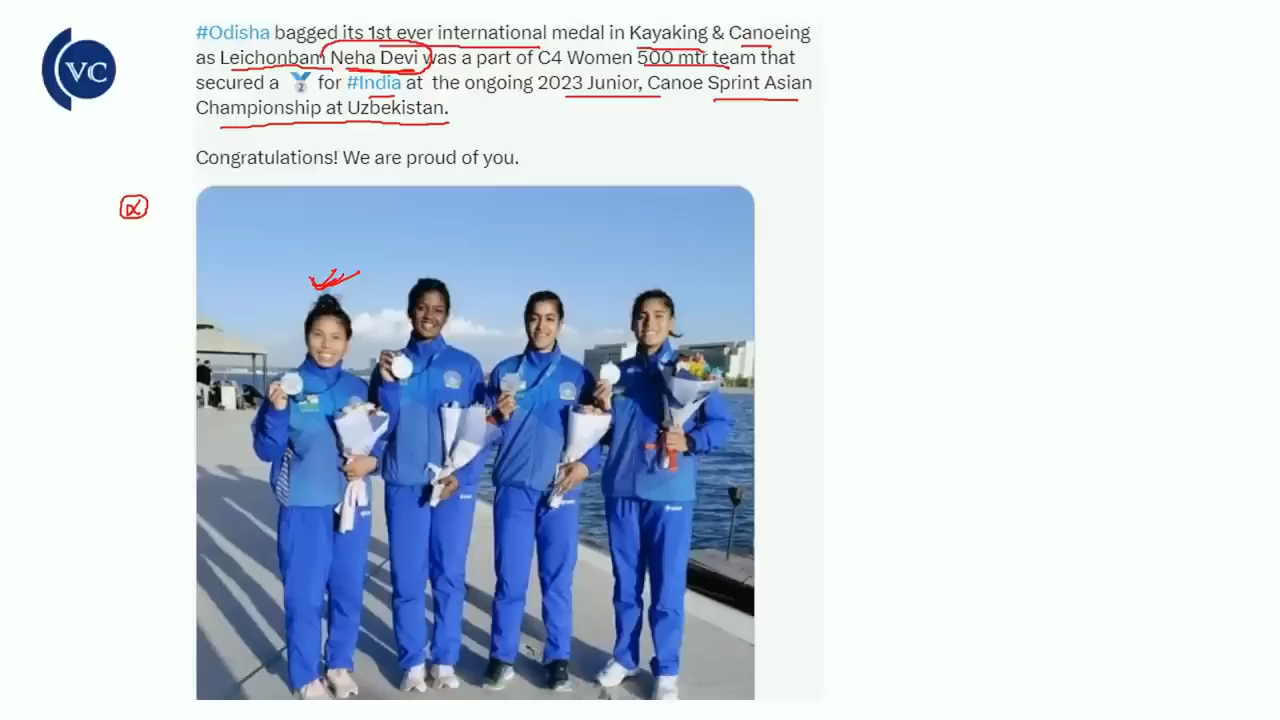 VC
#Odisha bagged its 1st ever international medal in Kayaking & Canoeing
as Leichonbam Neha Devi was a part of C4 Women 500 mtr team that
secured a 🥈 for #India at the ongoing 2023 Junior, Canoe Sprint Asian
Championship at Uzbekistan.
Congratulations! We are proud of you.